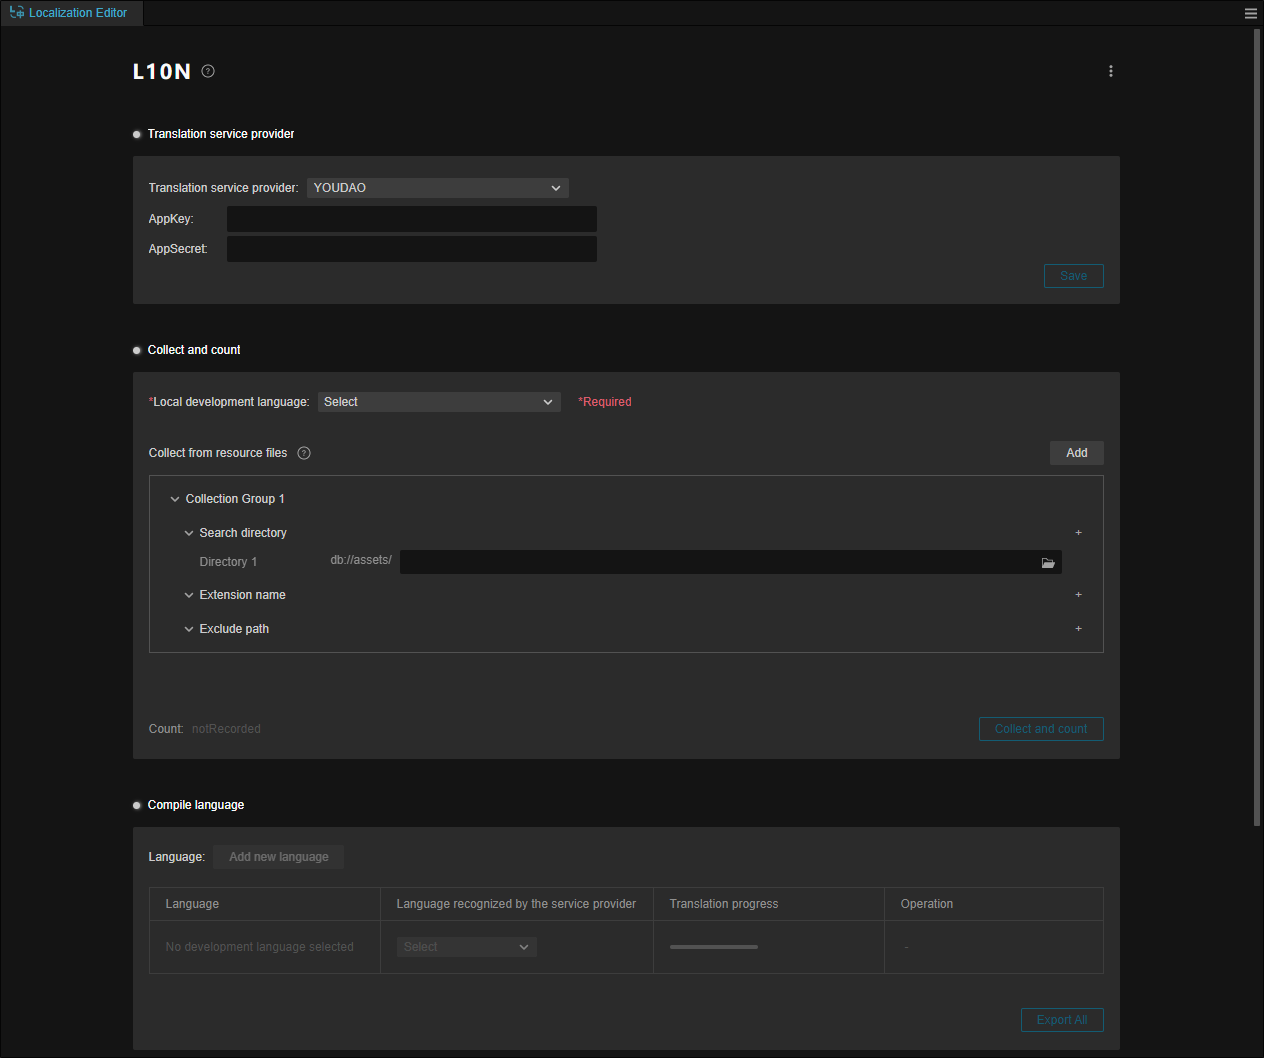 Localization Editor
L10N
Translation service provider
Translation service provider: YOUDAO
AppKey:
AppSecret:
Save
Collect and count
*Local development language: Select *Required
Collect from resource files Add
Collection Group 1
Search directory +
Directory 1 db://assets/
Extension name +
Exclude path +
Count: notRecorded Collect and count
Compile language
Language: Add new language
Language Language recognized by the service provider Translation progress Operation
No development language selected Select -
Export All